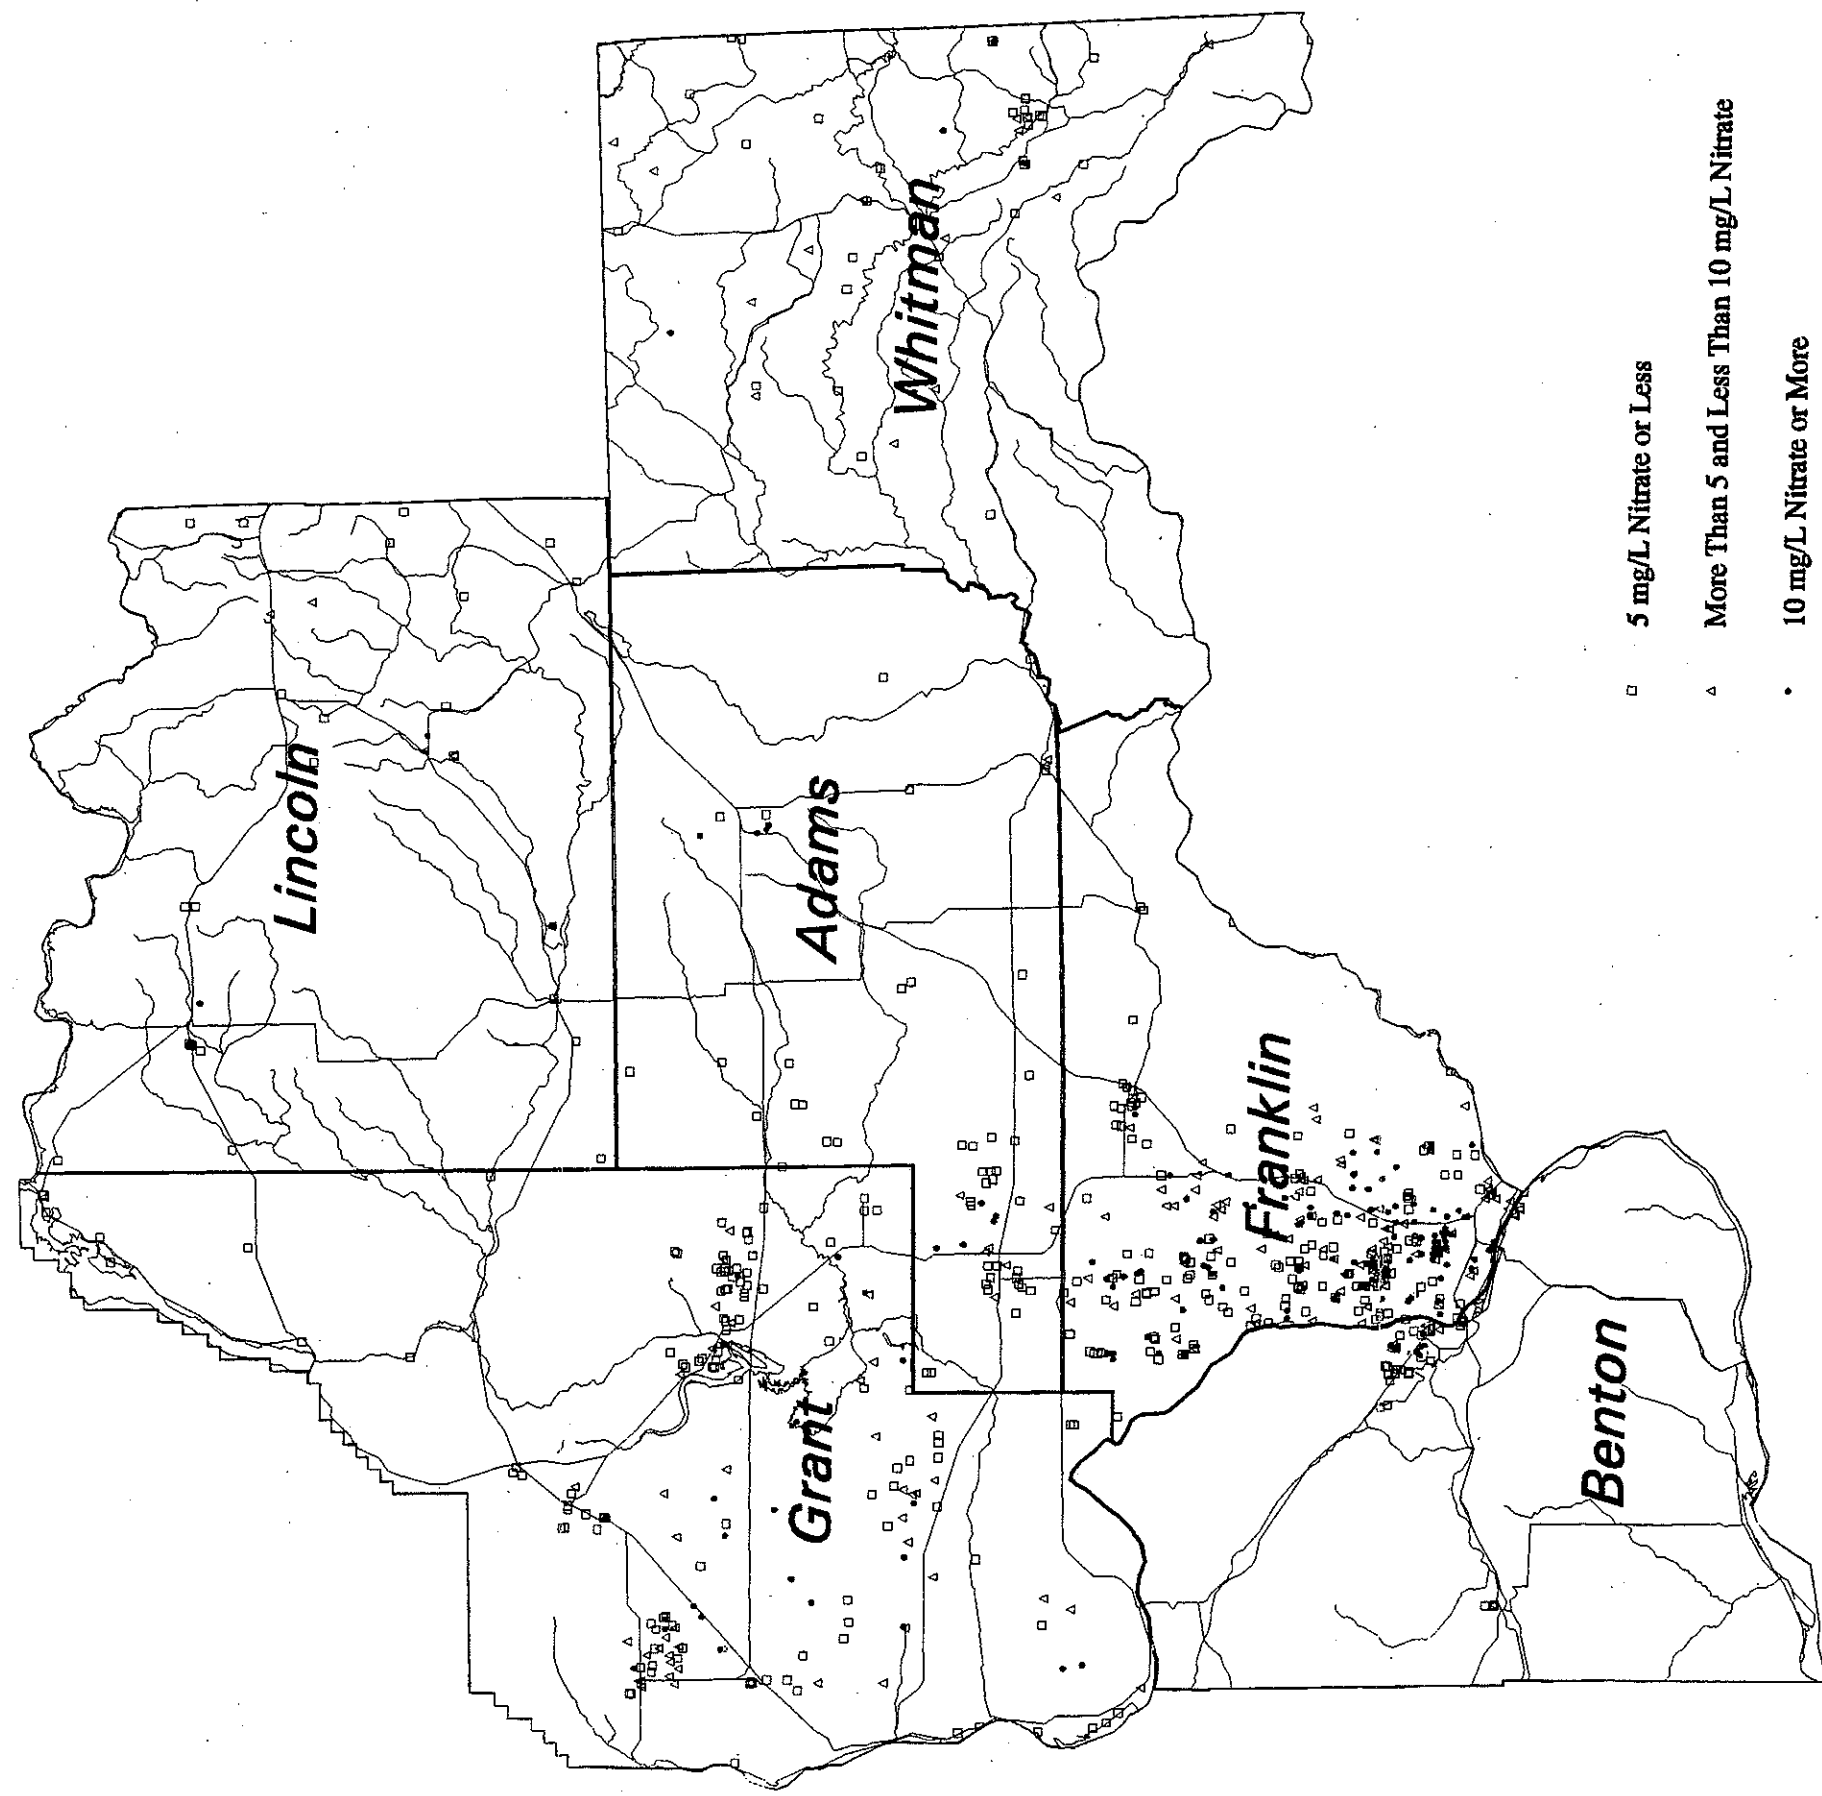 Lincoln
Whitman
Adams
Grant
Franklin
Benton
5 mg/L Nitrate or Less
More Than 5 and Less Than 10 mg/L Nitrate
10 mg/L Nitrate or More